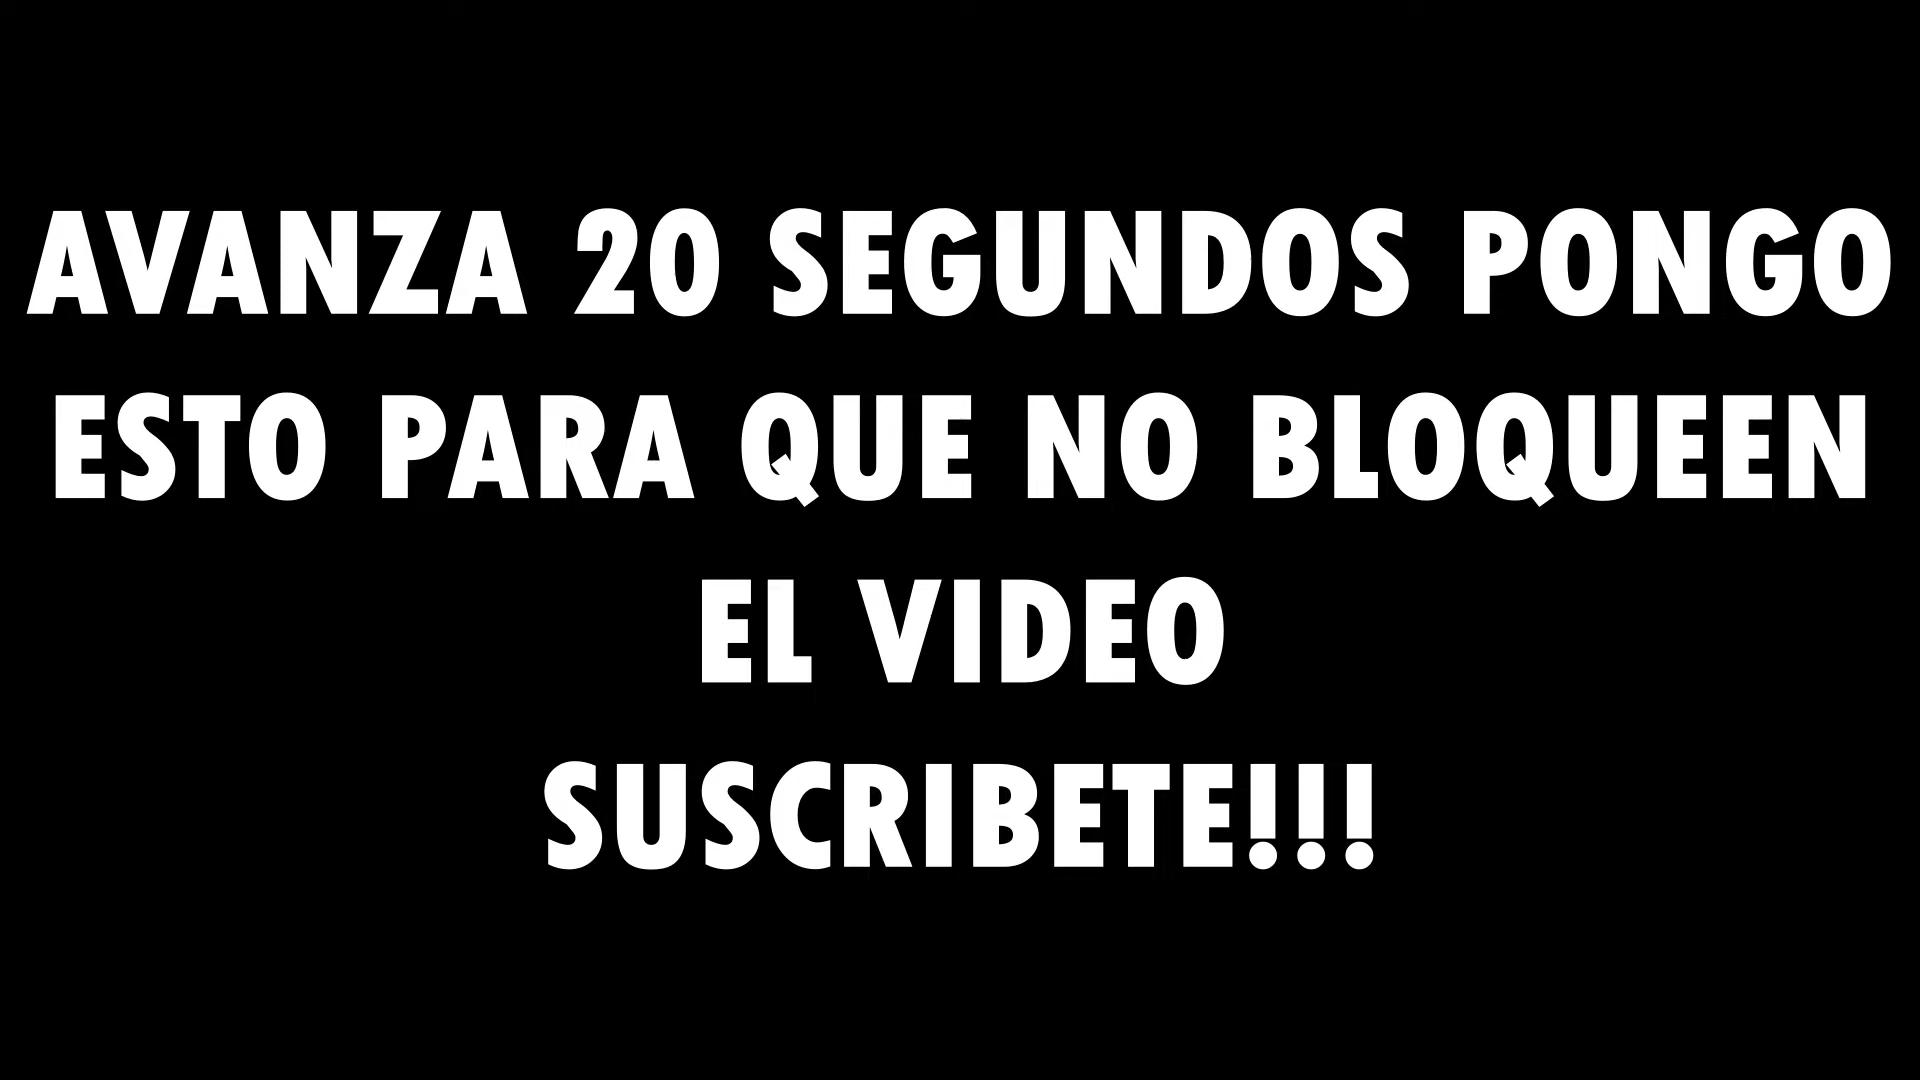 AVANZA 20 SEGUNDOS PONGO
ESTO PARA QUE NO BLOQUEEN
EL VIDEO
SUSCRIBETE!!!